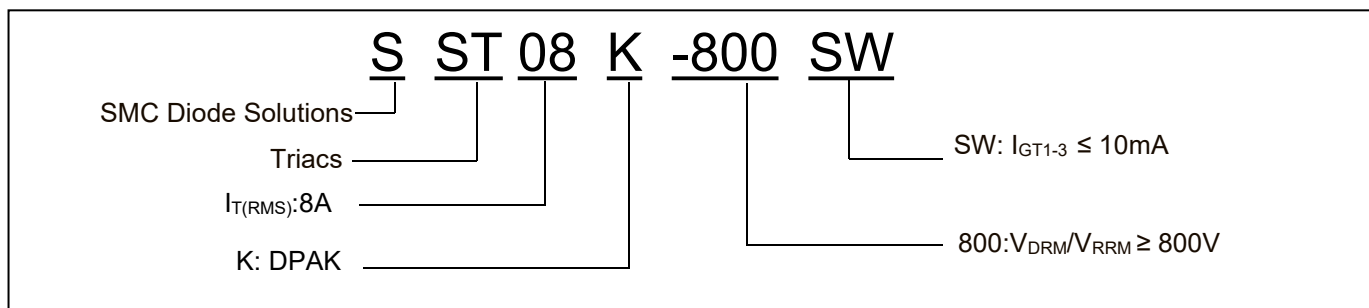 S ST 08 K -800 SW
SMC Diode Solutions
Triacs
IT(RMS):8A
K: DPAK
SW: IGT1-3 ≤ 10mA
800:VDRM/VRRM ≥ 800V